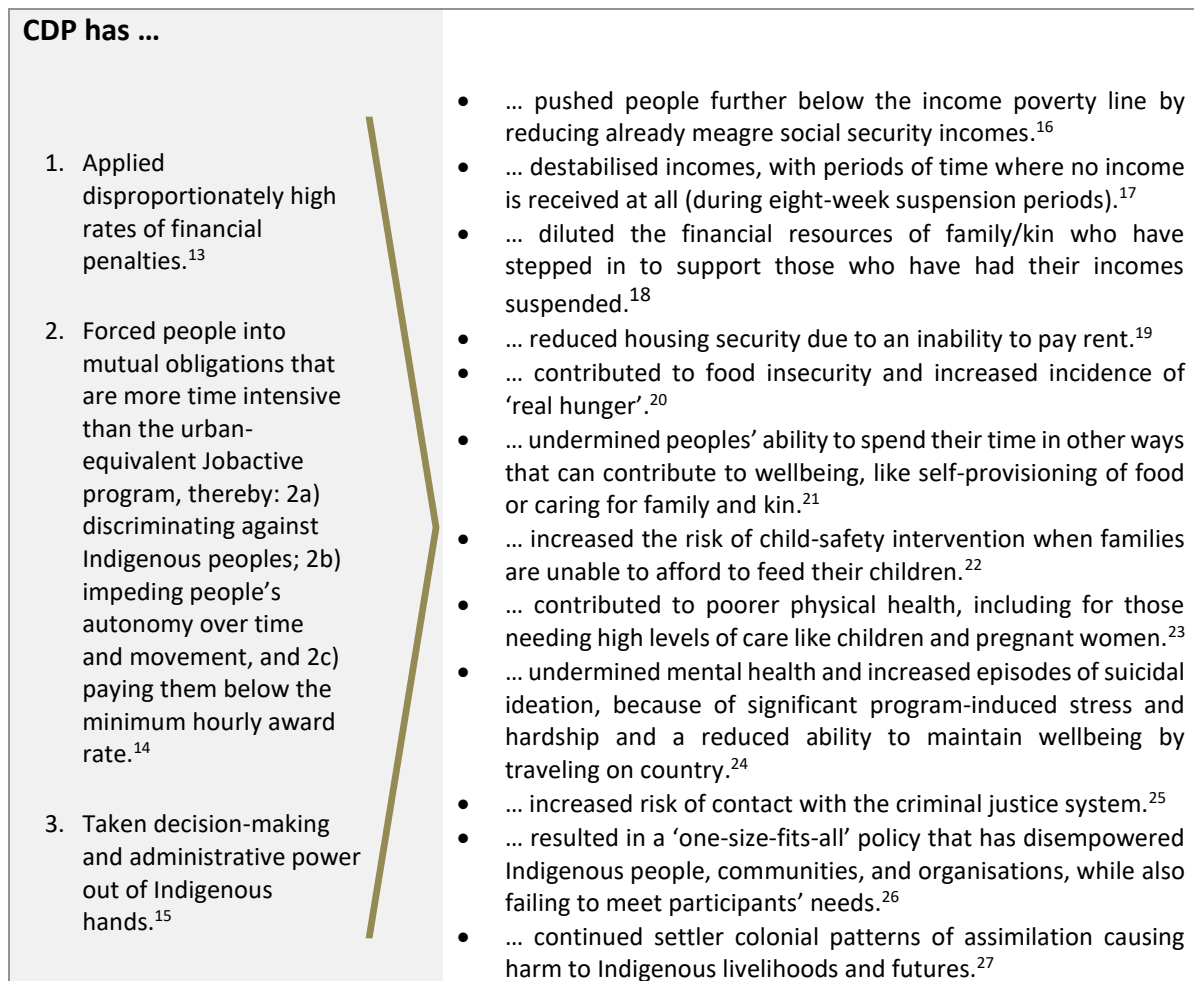 CDP has …
1. Applied
disproportionately high
rates of financial
penalties.13
2. Forced people into
mutual obligations that
are more time intensive
than the urban-
equivalent Jobactive
program, thereby: 2a)
discriminating against
Indigenous peoples; 2b)
impeding people’s
autonomy over time
and movement, and 2c)
paying them below the
minimum hourly award
rate.14
3. Taken decision-making
and administrative power
out of Indigenous
hands.15
• … pushed people further below the income poverty line by
reducing already meagre social security incomes.16
• … destabilised incomes, with periods of time where no income
is received at all (during eight-week suspension periods).17
• … diluted the financial resources of family/kin who have
stepped in to support those who have had their incomes
suspended.18
• … reduced housing security due to an inability to pay rent.19
• … contributed to food insecurity and increased incidence of
‘real hunger’.20
• … undermined peoples’ ability to spend their time in other ways
that can contribute to wellbeing, like self-provisioning of food
or caring for family and kin.21
• … increased the risk of child-safety intervention when families
are unable to afford to feed their children.22
• … contributed to poorer physical health, including for those
needing high levels of care like children and pregnant women.23
• … undermined mental health and increased episodes of suicidal
ideation, because of significant program-induced stress and
hardship and a reduced ability to maintain wellbeing by
traveling on country.24
• … increased risk of contact with the criminal justice system.25
• … resulted in a ‘one-size-fits-all’ policy that has disempowered
Indigenous people, communities, and organisations, while also
failing to meet participants’ needs.26
• … continued settler colonial patterns of assimilation causing
harm to Indigenous livelihoods and futures.27